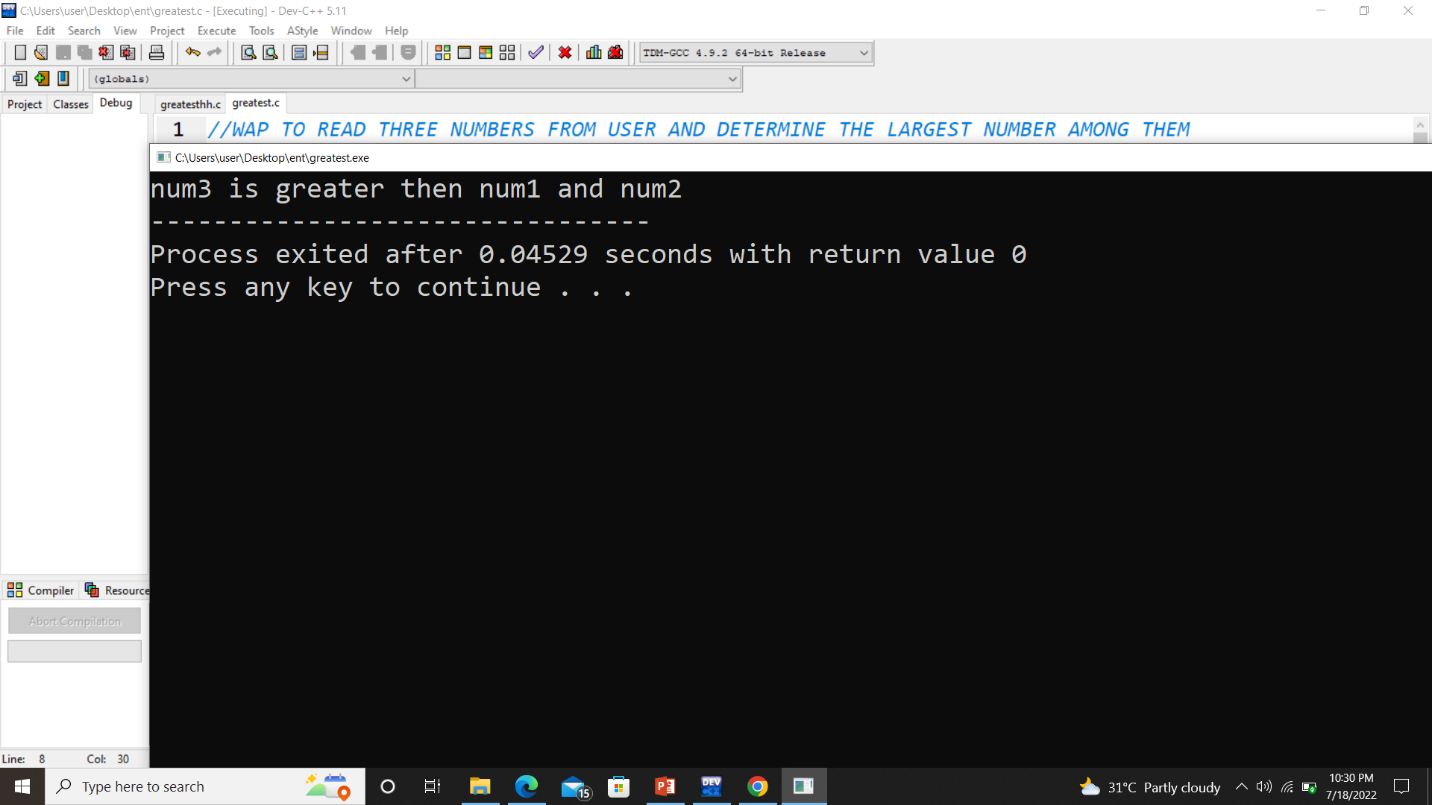 C:\Users\user\Desktop\ent\greatest.c - [Executing] - Dev-C++ 5.11
File Edit Search View Project Execute Tools AStyle Window Help
TDM-GCC 4.9.2 64-bit Release
(globals)
Project Classes Debug greatesthh.c greatest.c
1 //WAP TO READ THREE NUMBERS FROM USER AND DETERMINE THE LARGEST NUMBER AMONG THEM
C:\Users\user\Desktop\ent\greatest.exe
num3 is greater then num1 and num2
--------------------------------
Process exited after 0.04529 seconds with return value 0
Press any key to continue . . .
Compiler Resource
Abort Compilation
Line: 8 Col: 30
Type here to search
15
DEV
31°C Partly cloudy
10:30 PM
7/18/2022